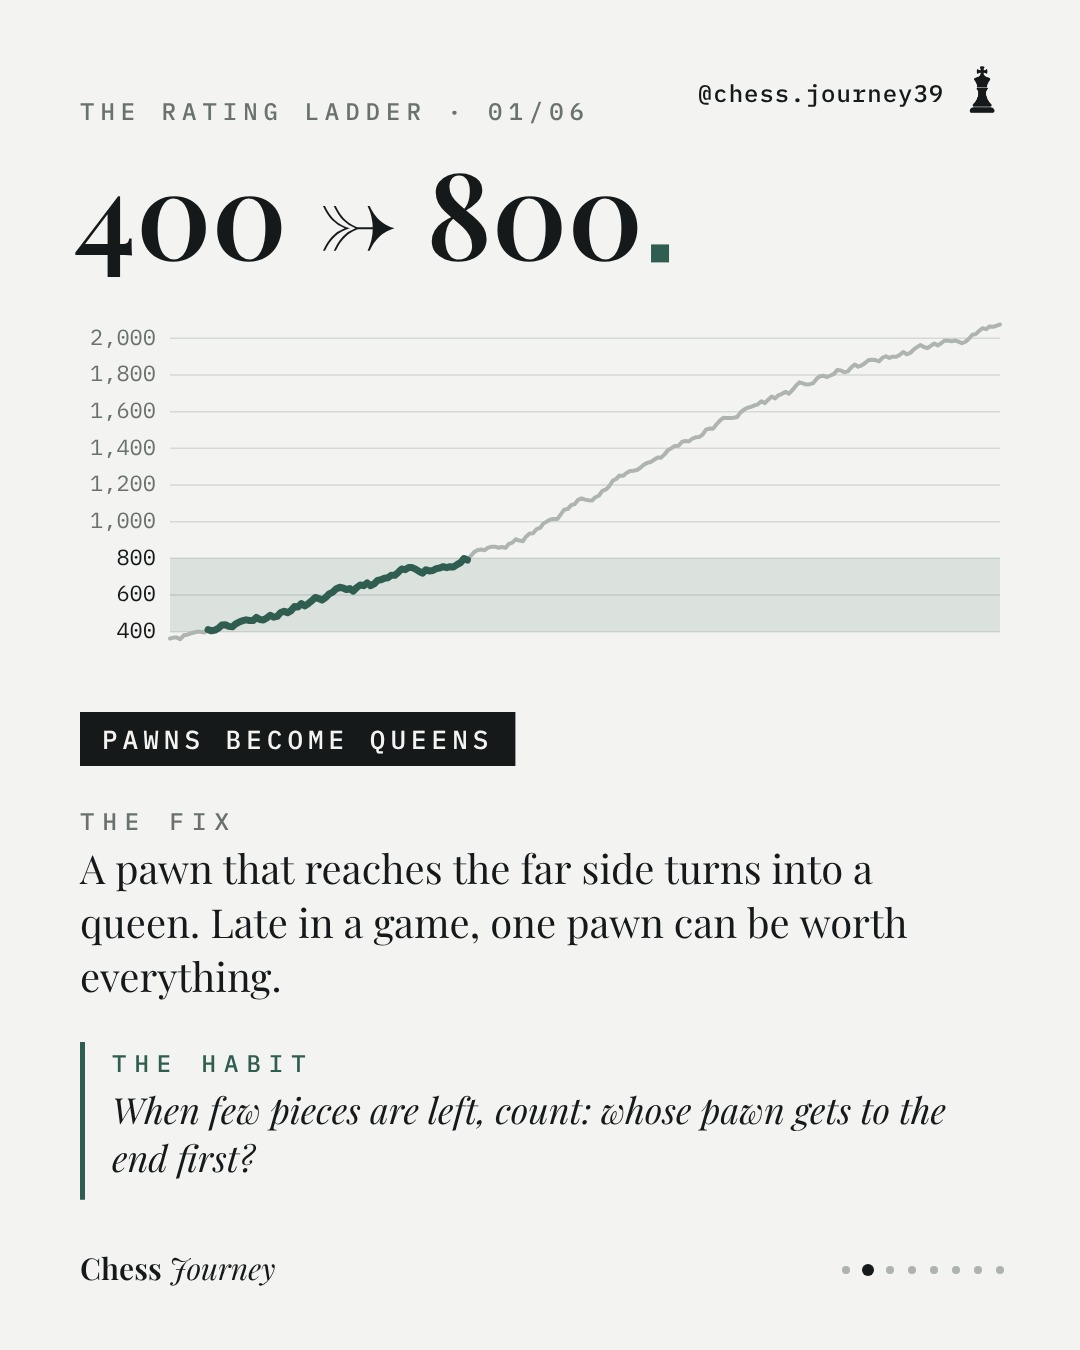 THE RATING LADDER · 01/06
@chess.journey39
400 ➳ 800.
2,000
1,800
1,600
1,400
1,200
1,000
800
600
400
PAWNS BECOME QUEENS
THE FIX
A pawn that reaches the far side turns into a
queen. Late in a game, one pawn can be worth
everything.
THE HABIT
When few pieces are left, count: whose pawn gets to the
end first?
Chess Journey